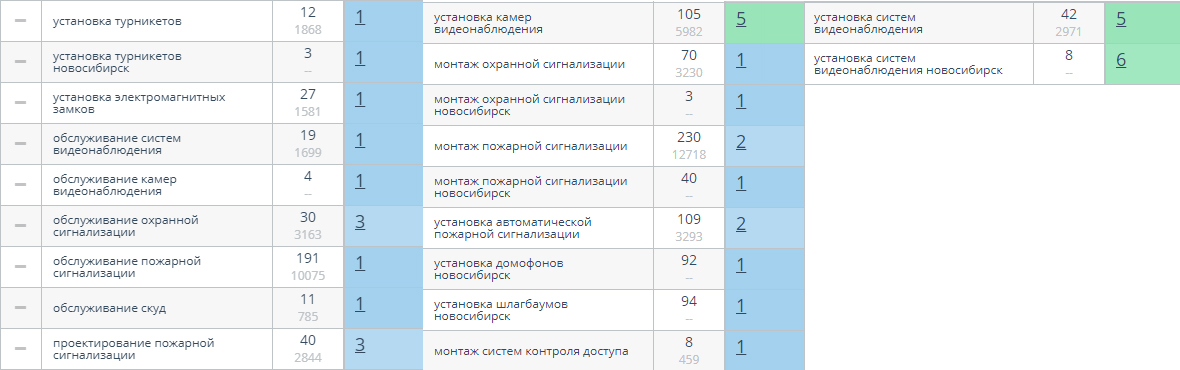 установка турникетов 12 1
1868
установка турникетов 3 1
новосибирск --
установка электромагнитных 27 1
замков 1581
обслуживание систем 19 1
видеонаблюдения 1699
обслуживание камер 4 1
видеонаблюдения --
обслуживание охранной 30 3
сигнализации 3163
обслуживание пожарной 191 1
сигнализации 10075
обслуживание скуд 11 1
785
проектирование пожарной 40 3
сигнализации 2844
установка камер 105 5
видеонаблюдения 5982
монтаж охранной сигнализации 70 1
3230
монтаж охранной сигнализации 3 1
новосибирск --
монтаж пожарной сигнализации 230 2
12718
монтаж пожарной сигнализации 40 1
новосибирск --
установка автоматической 109 2
пожарной сигнализации 3293
установка домофонов 92 1
новосибирск --
установка шлагбаумов 94 1
новосибирск --
монтаж систем контроля доступа 8 1
459
установка систем 42 5
видеонаблюдения 2971
установка систем 8 6
видеонаблюдения новосибирск --